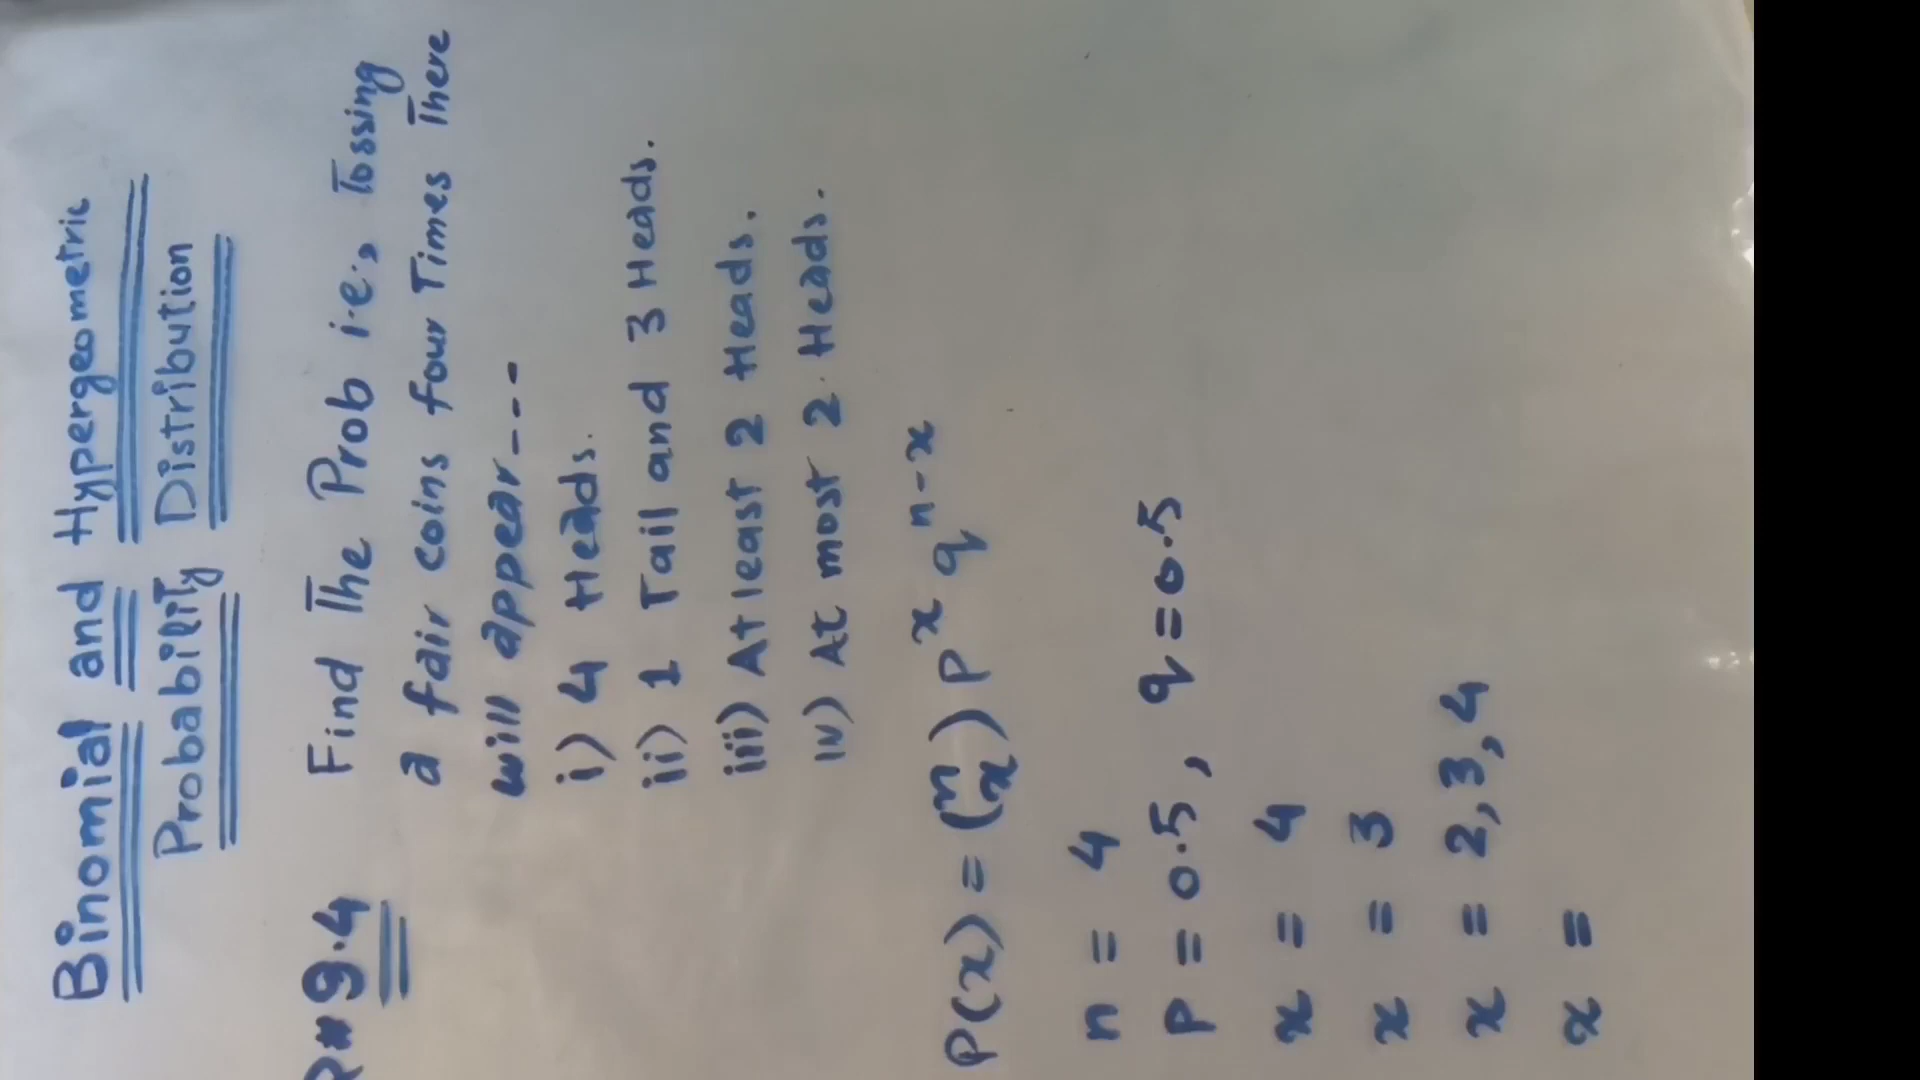 Binomial and Hypergeometric
Probability Distribution
P# 9.4 Find The Prob i.e., Tossing
a fair coins four Times There
will appear----
i) 4 Heads.
ii) 1 Tail and 3 Heads.
iii) At least 2 Heads.
iv) At most 2 Heads.
P(x) = (n x) p^x q^n-x
n = 4
P = 0.5, q = 0.5
x = 4
x = 3
x = 2,3,4
x =